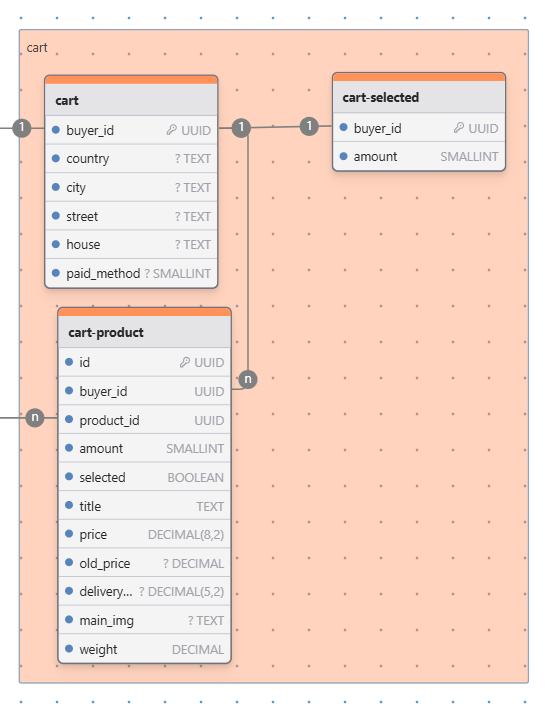 cart
cart
1 buyer_id UUID 1
country ? TEXT
city ? TEXT
street ? TEXT
house ? TEXT
paid_method ? SMALLINT
1 cart-selected
buyer_id UUID
amount SMALLINT
cart-product
id UUID
buyer_id UUID n
n product_id UUID
amount SMALLINT
selected BOOLEAN
title TEXT
price DECIMAL(8,2)
old_price ? DECIMAL
delivery... ? DECIMAL(5,2)
main_img ? TEXT
weight DECIMAL